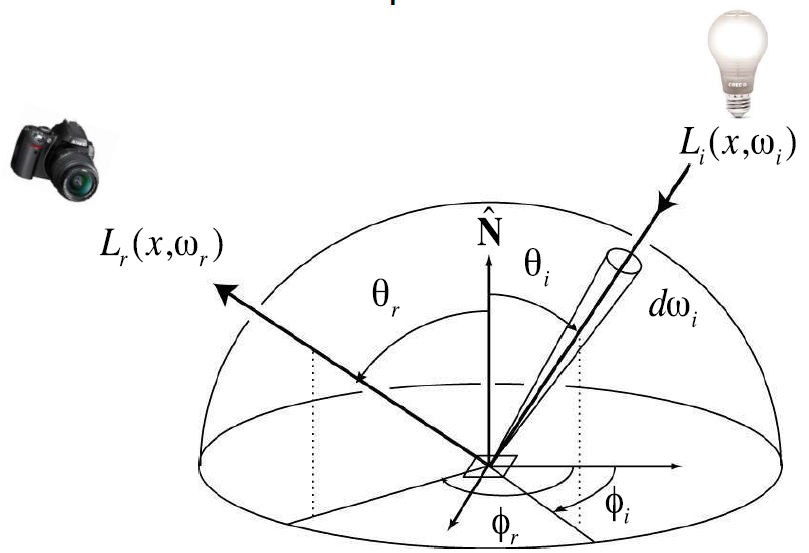 L_i(x,ω_i)
N̂
L_r(x,ω_r)
θ_i
θ_r
dω_i
ϕ_i
ϕ_r